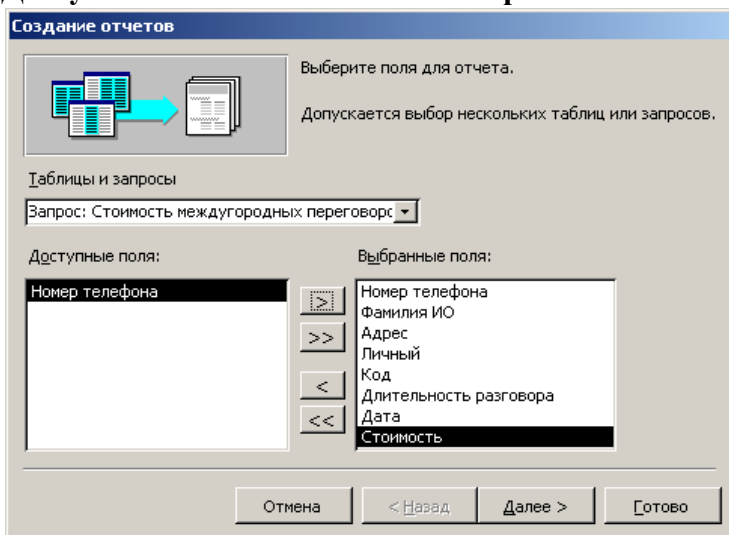 Создание отчетов
Выберите поля для отчета.
Допускается выбор нескольких таблиц или запросов.
Таблицы и запросы
Запрос: Стоимость междугородных переговорс
Доступные поля:
Номер телефона
>
>>
<
<<
Выбранные поля:
Номер телефона
Фамилия ИО
Адрес
Личный
Код
Длительность разговора
Дата
Стоимость
Отмена
< Назад
Далее >
Готово